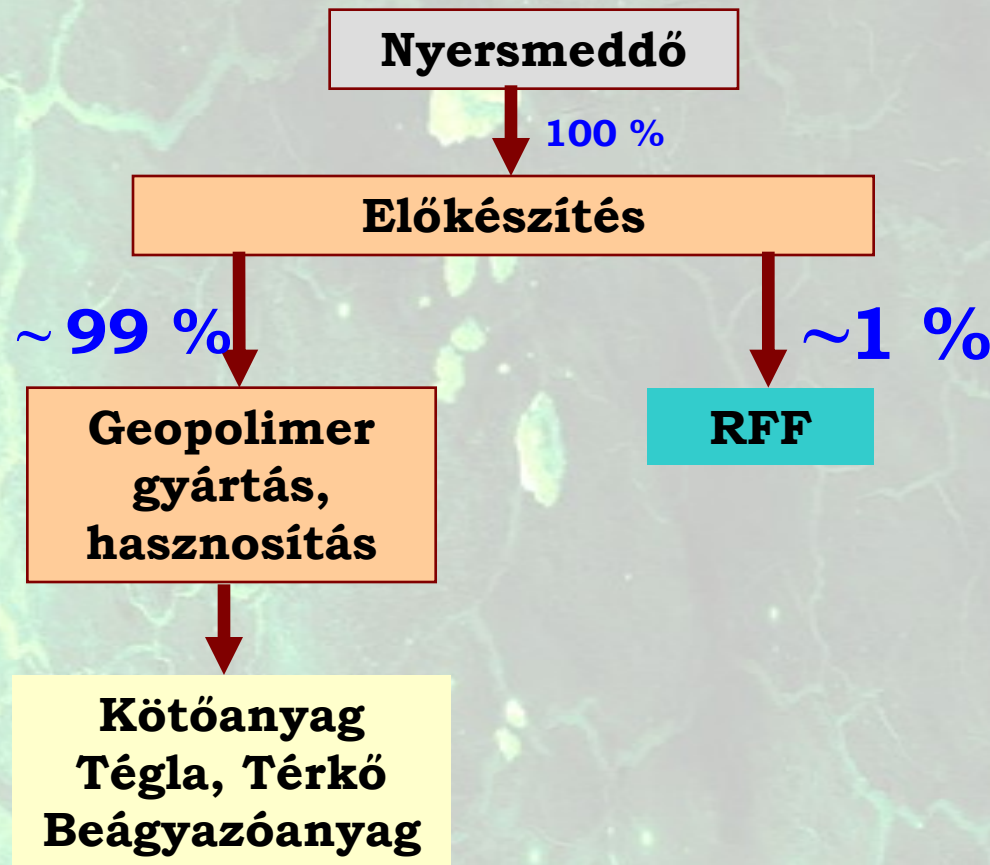 Nyersmeddő
100 %
Előkészítés
~ 99 %
~1 %
Geopolimer
gyártás,
hasznosítás
RFF
Kötőanyag
Tégla, Térkő
Beágyazóanyag